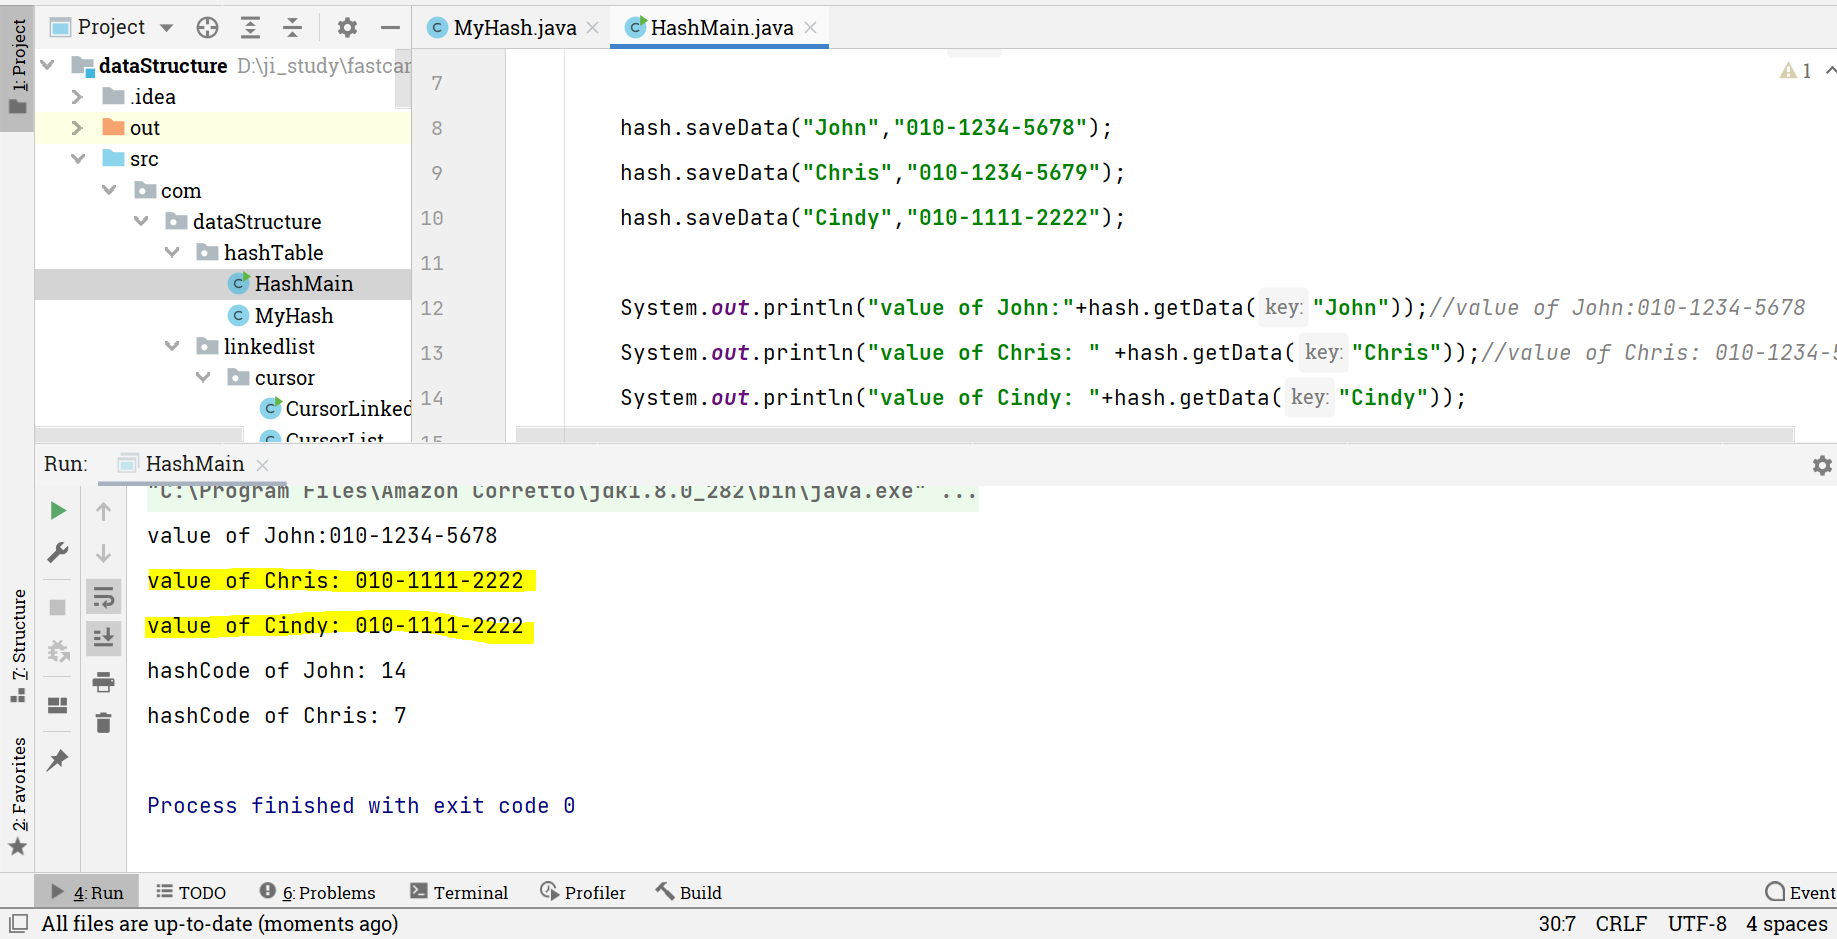 1: Project
Project
dataStructure D:\ji_study\fastcar
.idea
out
src
com
dataStructure
hashTable
HashMain
MyHash
linkedlist
cursor
CursorLinked
CursorList
MyHash.java
HashMain.java
1
7
8 hash.saveData("John","010-1234-5678");
9 hash.saveData("Chris","010-1234-5679");
10 hash.saveData("Cindy","010-1111-2222");
11
12 System.out.println("value of John:"+hash.getData( key: "John"));//value of John:010-1234-5678
13 System.out.println("value of Chris: " +hash.getData( key: "Chris"));//value of Chris: 010-1234-5
14 System.out.println("value of Cindy: "+hash.getData( key: "Cindy"));
15
Run: HashMain
"C:\Program Files\Amazon Corretto\jdk1.8.0_282\bin\java.exe" ...
value of John:010-1234-5678
value of Chris: 010-1111-2222
value of Cindy: 010-1111-2222
hashCode of John: 14
hashCode of Chris: 7
Process finished with exit code 0
7: Structure
2: Favorites
4: Run TODO 6: Problems Terminal Profiler Build Event
All files are up-to-date (moments ago) 30:7 CRLF UTF-8 4 spaces